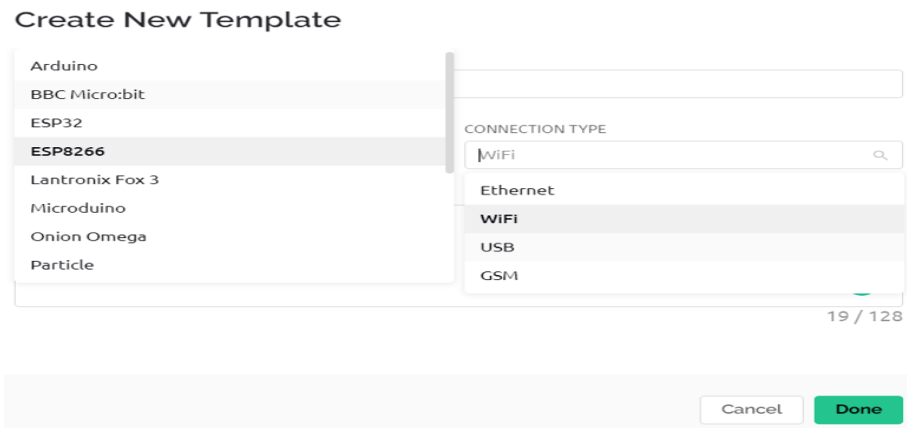 Create New Template
Arduino
BBC Micro:bit
ESP32
ESP8266
Lantronix Fox 3
Microduino
Onion Omega
Particle
CONNECTION TYPE
WiFi
Ethernet
WiFi
USB
GSM
19 / 128
Cancel
Done